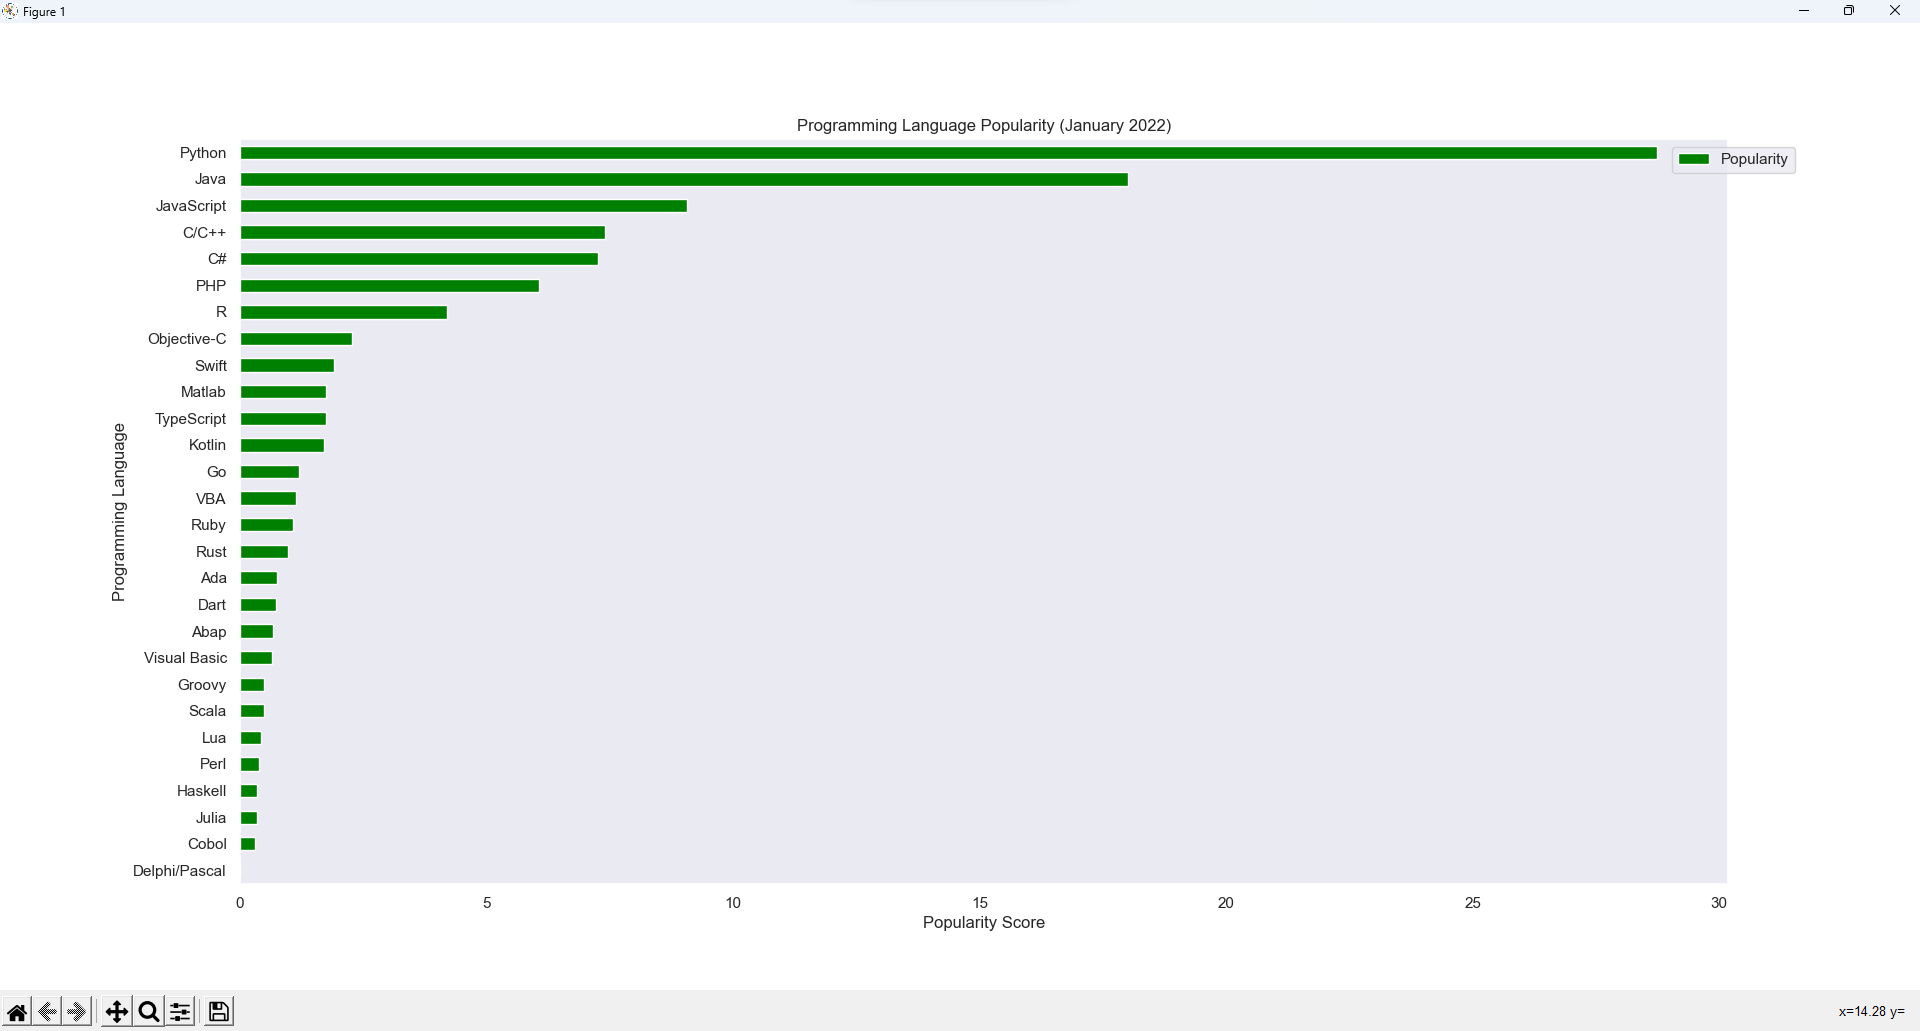 Figure 1
Programming Language Popularity (January 2022)
Popularity
Programming Language
Python
Java
JavaScript
C/C++
C#
PHP
R
Objective-C
Swift
Matlab
TypeScript
Kotlin
Go
VBA
Ruby
Rust
Ada
Dart
Abap
Visual Basic
Groovy
Scala
Lua
Perl
Haskell
Julia
Cobol
Delphi/Pascal
0 5 10 15 20 25 30
Popularity Score
x=14.28 y=